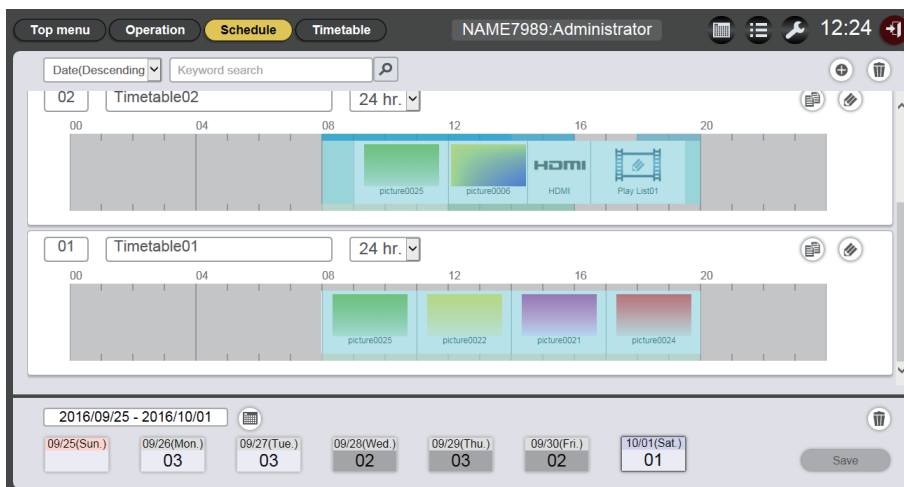 Top menu Operation Schedule Timetable NAME7989:Administrator 12:24
Date(Descending Keyword search
02 Timetable02 24 hr.
00 04 08 12 16 20
picture0025 picture0006 HDMI HDMI Play List01
01 Timetable01 24 hr.
00 04 08 12 16 20
picture0025 picture0022 picture0021 picture0024
2016/09/25 - 2016/10/01
09/25(Sun.) 09/26(Mon.) 09/27(Tue.) 09/28(Wed.) 09/29(Thu.) 09/30(Fri.) 10/01(Sat.)
03 03 02 03 02 01
Save